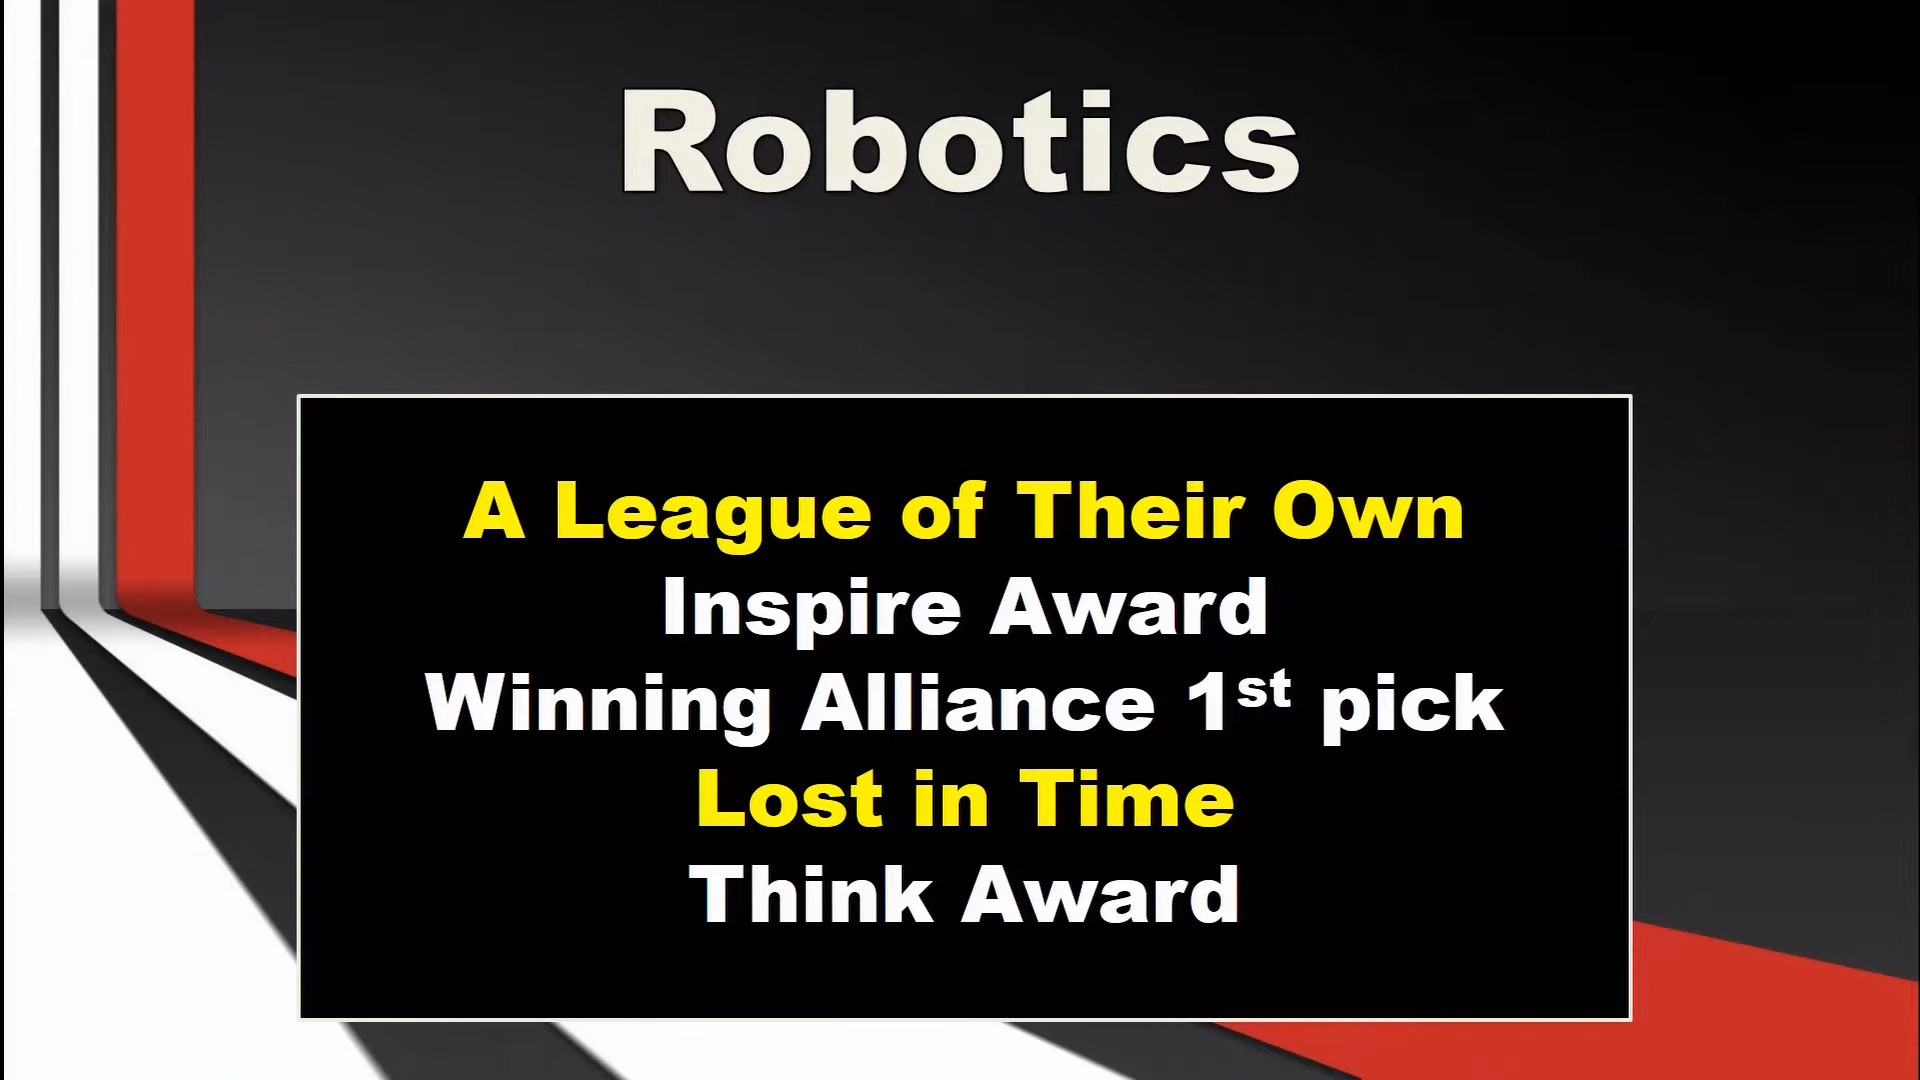 Robotics
A League of Their Own
Inspire Award
Winning Alliance 1st pick
Lost in Time
Think Award